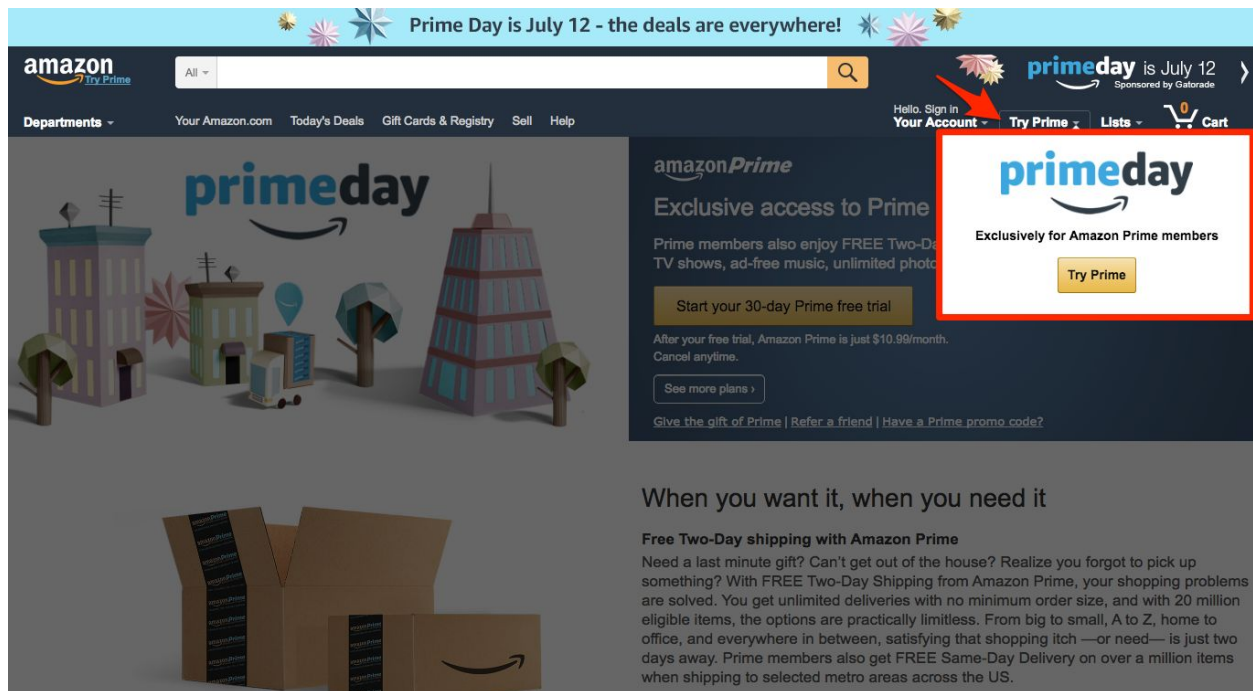 Prime Day is July 12 - the deals are everywhere!
amazon
Try Prime
All
primeday is July 12
Sponsored by Gatorade
Departments
Your Amazon.com Today's Deals Gift Cards & Registry Sell Help
Hello. Sign in
Your Account
Try Prime
Lists
0
Cart
primeday
amazonPrime
Exclusive access to Prime
Prime members also enjoy FREE
TV shows, ad-free music, unlimited
Start your 30-day Prime free trial
After your free trial, Amazon Prime is just $10.99/month.
Cancel anytime.
See more plans ›
Give the gift of Prime | Refer a friend | Have a Prime promo code?
primeday
Exclusively for Amazon Prime members
Try Prime
When you want it, when you need it
Free Two-Day shipping with Amazon Prime
Need a last minute gift? Can't get out of the house? Realize you forgot to pick up
something? With FREE Two-Day Shipping from Amazon Prime, your shopping problems
are solved. You get unlimited deliveries with no minimum order size, and with 20 million
eligible items, the options are practically limitless. From big to small, A to Z, home to
office, and everywhere in between, satisfying that shopping itch —or need— is just two
days away. Prime members also get FREE Same-Day Delivery on over a million items
when shipping to selected metro areas across the US.